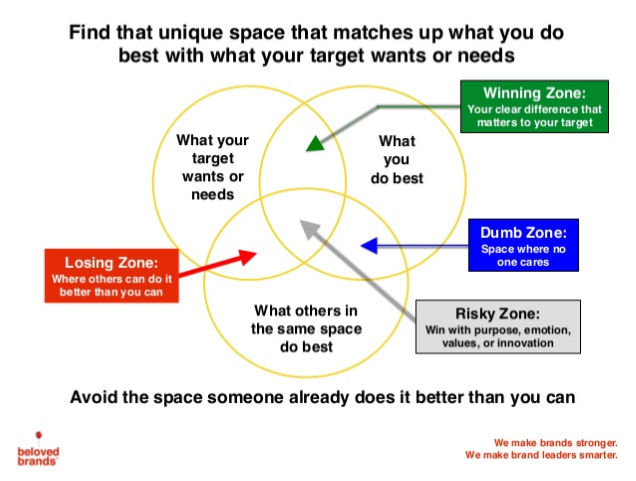 Find that unique space that matches up what you do
best with what your target wants or needs
Winning Zone:
Your clear difference that
matters to your target
What your
target
wants or
needs
What
you
do best
Dumb Zone:
Space where no
one cares
Losing Zone:
Where others can do it
better than you can
What others in
the same space
do best
Risky Zone:
Win with purpose, emotion,
values, or innovation
Avoid the space someone already does it better than you can
beloved
brands
We make brands stronger.
We make brand leaders smarter.